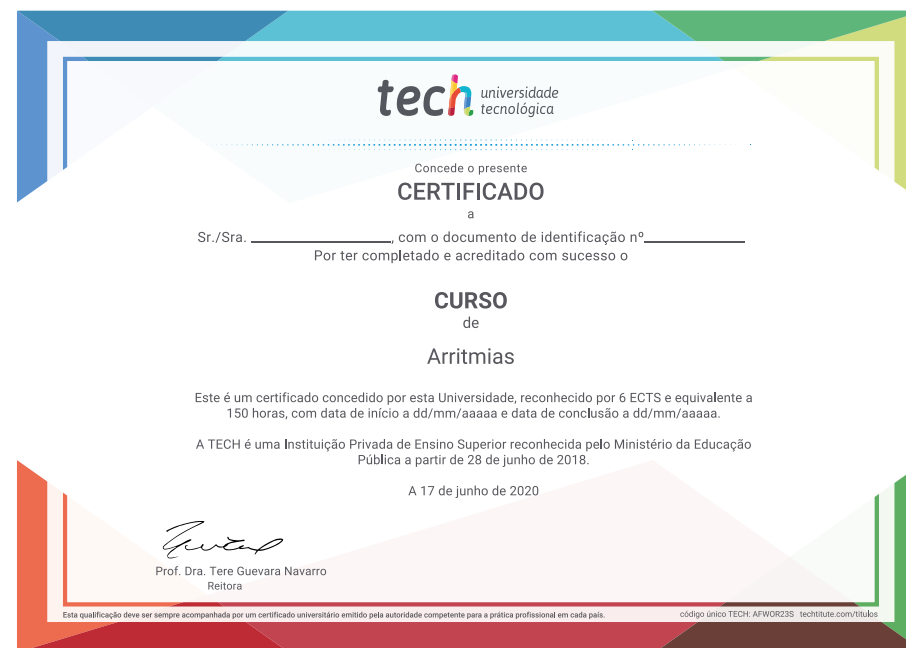 tech universidade
tecnológica
Concede o presente
CERTIFICADO
a
Sr./Sra. ____________________, com o documento de identificação nº______________
Por ter completado e acreditado com sucesso o
CURSO
de
Arritmias
Este é um certificado concedido por esta Universidade, reconhecido por 6 ECTS e equivalente a
150 horas, com data de início a dd/mm/aaaaa e data de conclusão a dd/mm/aaaaa.
A TECH é uma Instituição Privada de Ensino Superior reconhecida pelo Ministério da Educação
Pública a partir de 28 de junho de 2018.
A 17 de junho de 2020
Prof. Dra. Tere Guevara Navarro
Reitora
Esta qualificação deve ser sempre acompanhada por um certificado universitário emitido pela autoridade competente para a prática profissional em cada país.
código único TECH: AFWOR23S techtitute.com/titulos